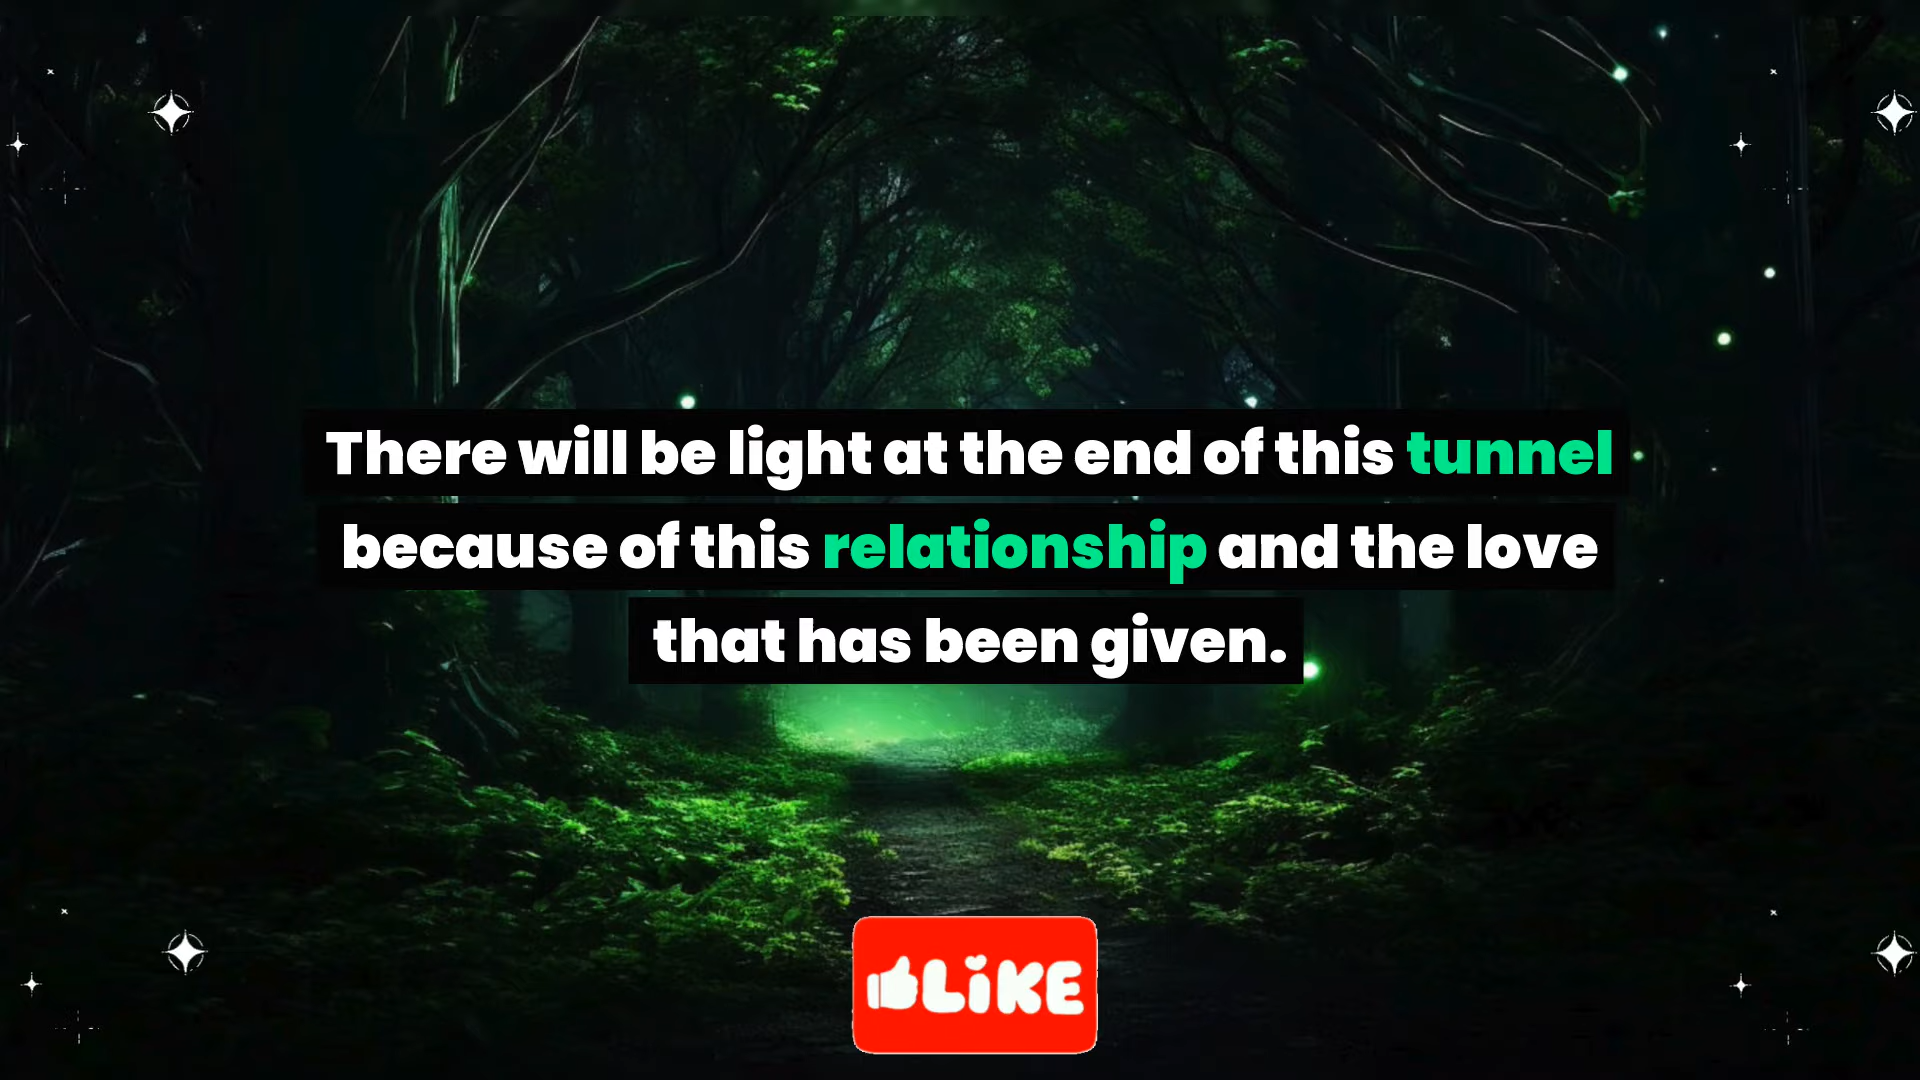 There will be light at the end of this tunnel
because of this relationship and the love
that has been given.
LiKE